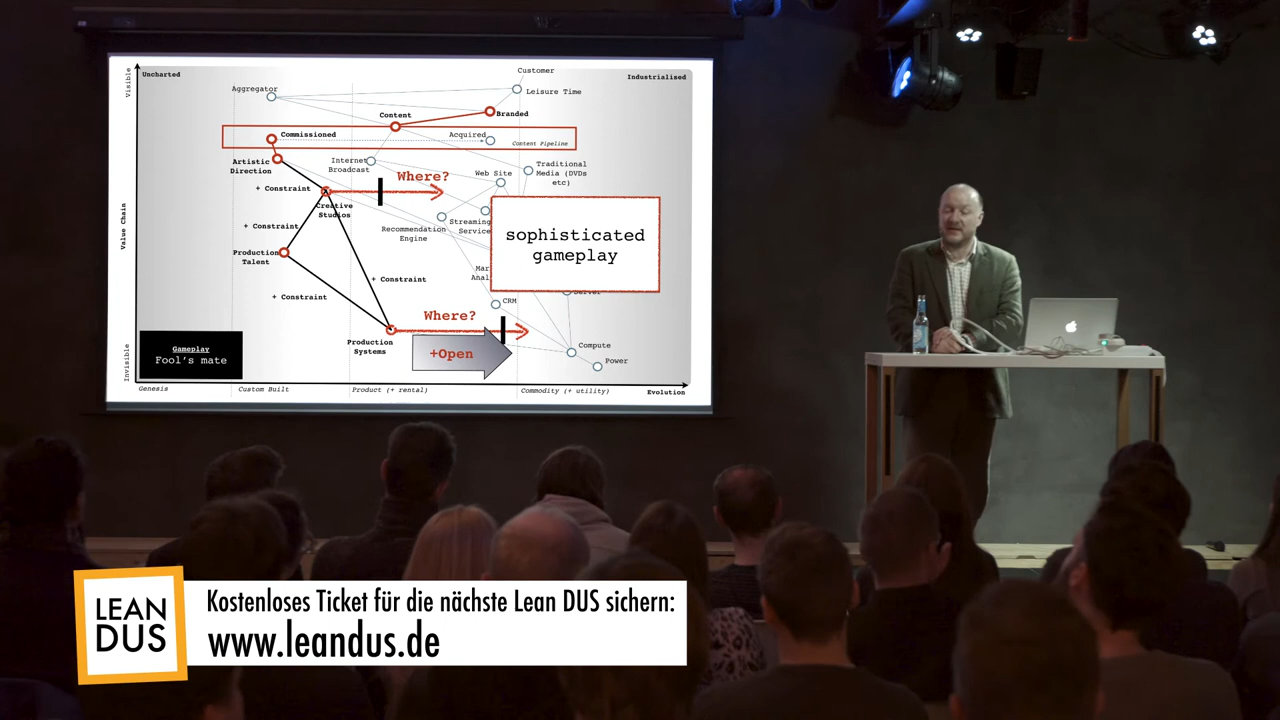 Visible
Uncharted
Customer
Industrialised
Aggregator
Leisure Time
Content
Branded
Commissioned
Acquired
Content Pipeline
Artistic
Direction
Internet
Broadcast
Where?
Web Site
Traditional
Media (DVDs
etc)
+ Constraint
Creative
Studios
Value Chain
+ Constraint
Recommendation
Engine
Streaming
Service
sophisticated
gameplay
Production
Talent
+ Constraint
CRM
+ Constraint
Server
Where?
Production
Systems
+Open
Compute
Power
Gameplay
Fool's mate
Invisible
Genesis
Custom Built
Product (+ rental)
Commodity (+ utility)
Evolution
LEAN
DUS
Kostenloses Ticket für die nächste Lean DUS sichern:
www.leandus.de